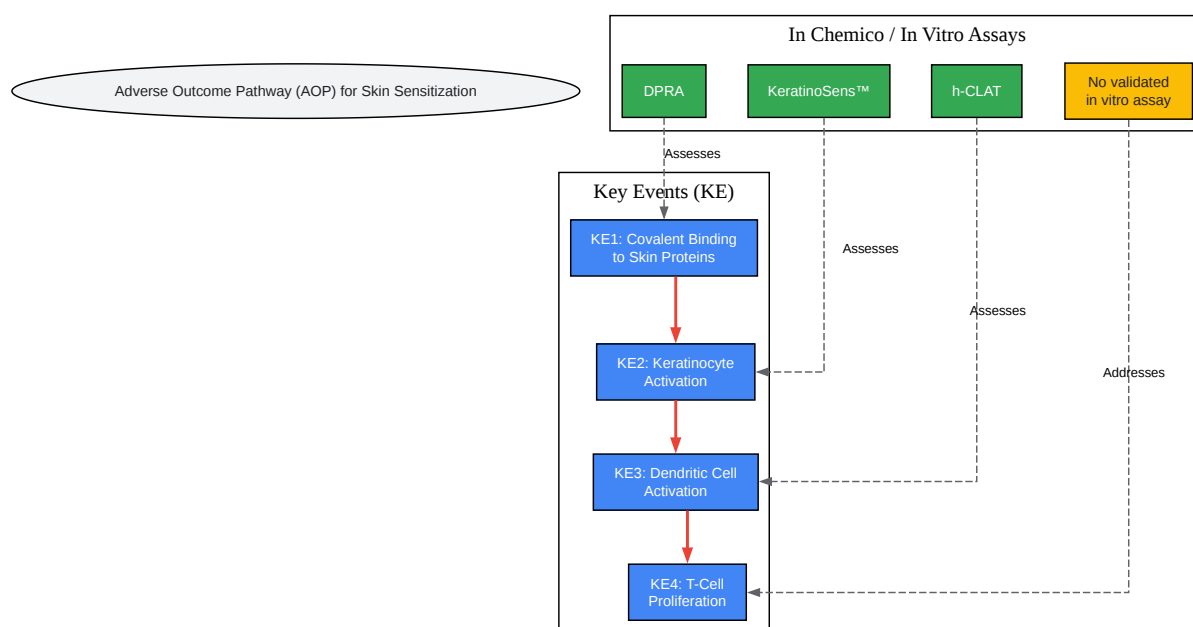 In Chemico / In Vitro Assays
Adverse Outcome Pathway (AOP) for Skin Sensitization
DPRA
KeratinoSens™
h-CLAT
No validated
in vitro assay
Assesses
Key Events (KE)
KE1: Covalent Binding
to Skin Proteins
Assesses
Assesses
KE2: Keratinocyte
Activation
Addresses
KE3: Dendritic Cell
Activation
KE4: T-Cell
Proliferation